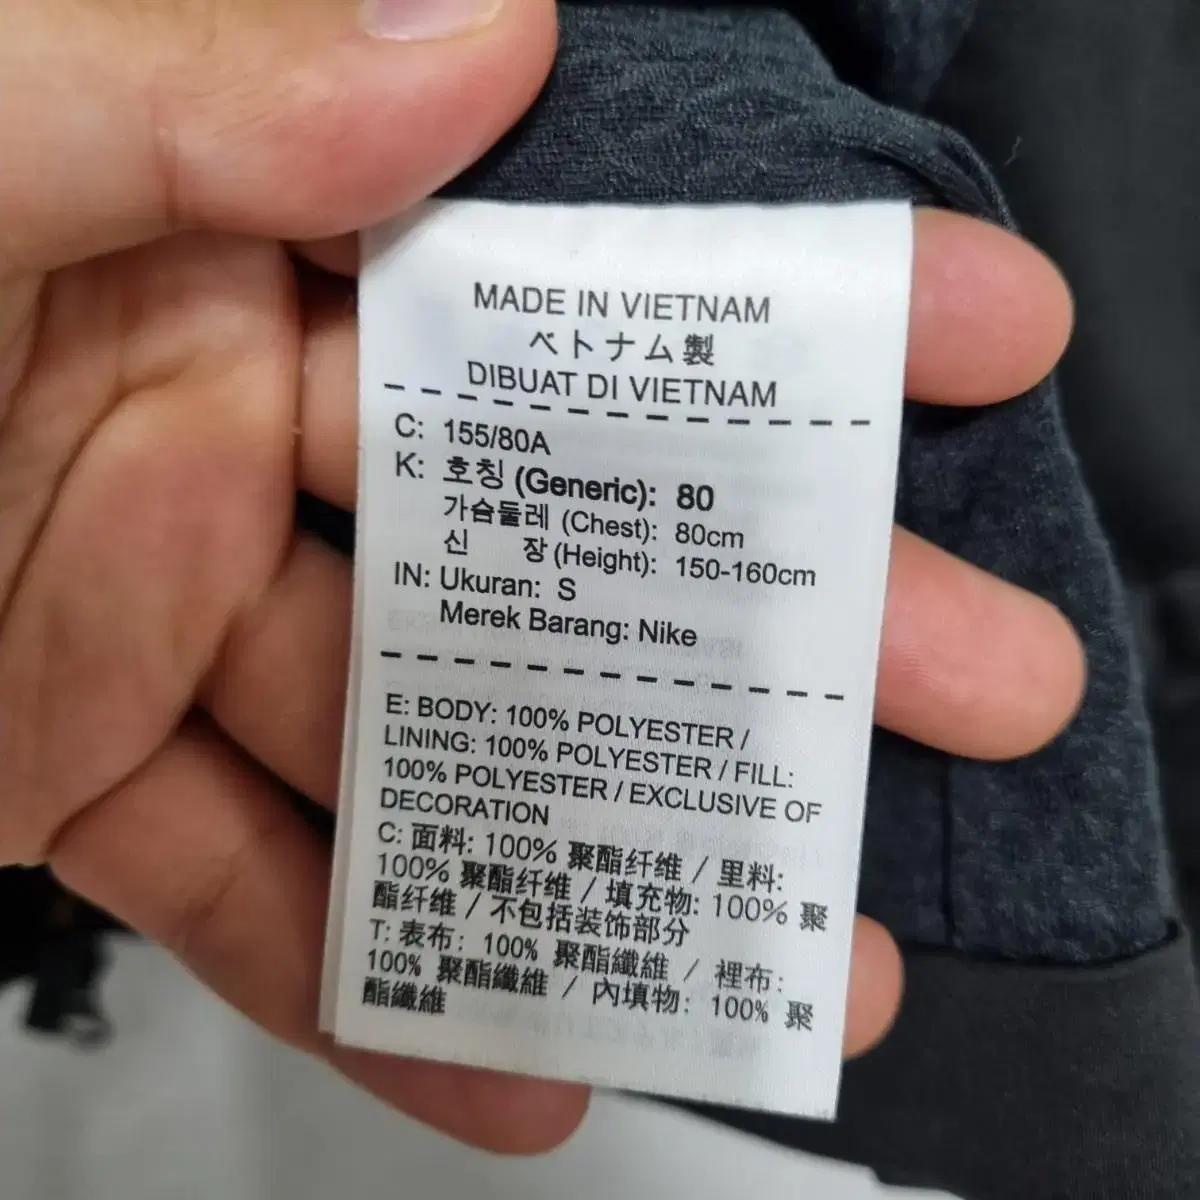 MADE IN VIETNAM
ベトナム製
DIBUAT DI VIETNAM
C: 155/80A
K: 호칭 (Generic): 80
가슴둘레 (Chest): 80cm
신 장 (Height): 150-160cm
IN: Ukuran: S
Merek Barang: Nike
E: BODY: 100% POLYESTER /
LINING: 100% POLYESTER / FILL:
100% POLYESTER / EXCLUSIVE OF
DECORATION
C: 面料: 100% 聚酯纤维 / 里料:
100% 聚酯纤维 / 填充物: 100% 聚
酯纤维 / 不包括装饰部分
T: 表布: 100% 聚酯纖維 / 裡布:
100% 聚酯纖維 / 內填物: 100% 聚
酯纖維